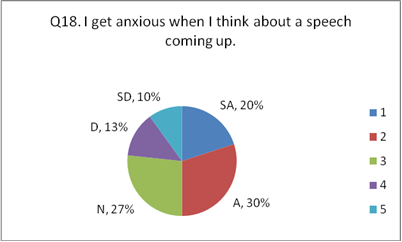 Q18. I get anxious when I think about a speech
coming up.
SD, 10%
SA, 20%
D, 13%
N, 27%
A, 30%
1
2
3
4
5